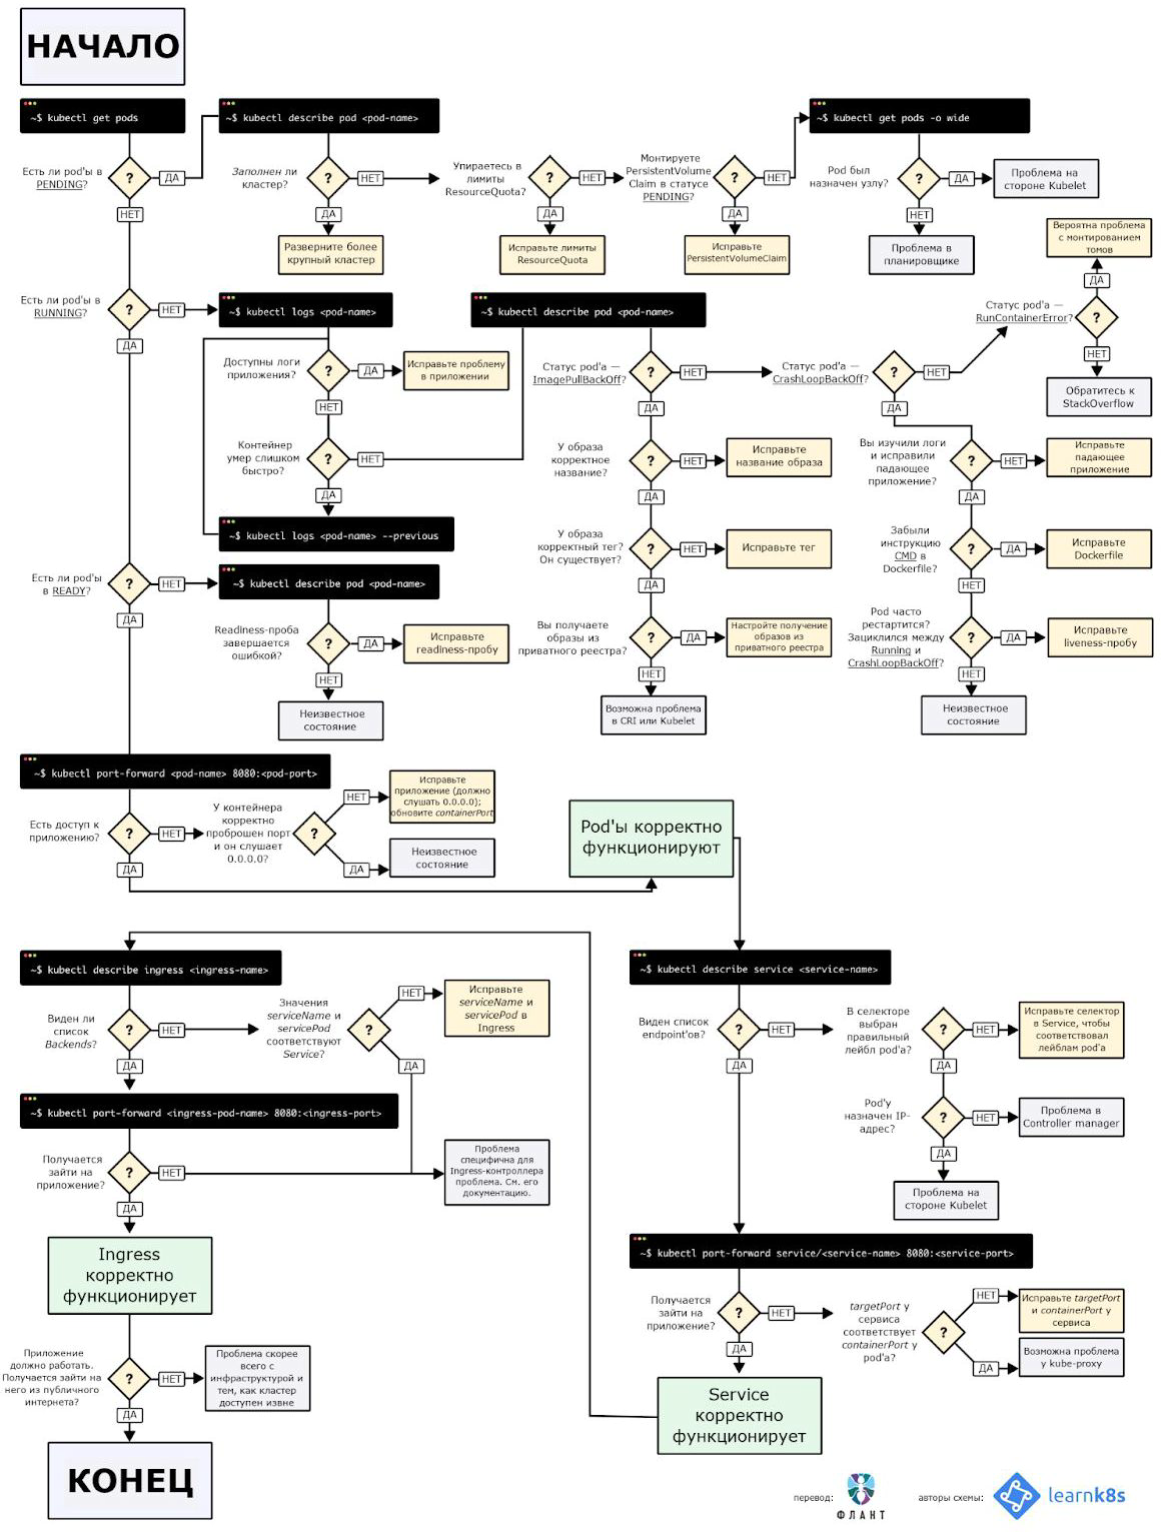 НАЧАЛО
~$ kubectl get pods
~$ kubectl describe pod <pod-name>
~$ kubectl get pods -o wide
Есть ли pod'ы в
PENDING?
?
ДА
НЕТ
Заполнен ли
кластер?
?
НЕТ
ДА
Разверните более
крупный кластер
Упираетесь в
лимиты
ResourceQuota?
?
НЕТ
ДА
Исправьте лимиты
ResourceQuota
Монтируете
PersistentVolume
Claim в статусе
PENDING?
?
НЕТ
ДА
Исправьте
PersistentVolumeClaim
Pod был
назначен узлу?
?
ДА
Проблема на
стороне Kubelet
НЕТ
Проблема в
планировщике
Есть ли pod'ы в
RUNNING?
?
НЕТ
ДА
~$ kubectl logs <pod-name>
Доступны логи
приложения?
?
ДА
Исправьте проблему
в приложении
НЕТ
Контейнер
умер слишком
быстро?
?
НЕТ
ДА
~$ kubectl logs <pod-name> --previous
~$ kubectl describe pod <pod-name>
Статус pod'а —
ImagePullBackOff?
?
НЕТ
ДА
У образа
корректное
название?
?
НЕТ
Исправьте
название образа
ДА
У образа
корректный тег?
Он существует?
?
НЕТ
Исправьте тег
ДА
Вы получаете
образы из
приватного реестра?
?
ДА
Настройте получение
образов из
приватного реестра
НЕТ
Возможна проблема
в CRI или Kubelet
Статус pod'а —
CrashLoopBackOff?
?
НЕТ
ДА
Вы изучили логи
и исправили
падающее
приложение?
?
НЕТ
Исправьте
падающее
приложение
ДА
Забыли
инструкцию
CMD в
Dockerfile?
?
ДА
Исправьте
Dockerfile
НЕТ
Pod часто
рестартится?
Зациклился между
Running и
CrashLoopBackOff?
?
ДА
Исправьте
liveness-пробу
НЕТ
Неизвестное
состояние
Статус pod'а —
RunContainerError?
?
ДА
Вероятна проблема
с монтированием
томов
НЕТ
Обратитесь к
StackOverflow
Есть ли pod'ы
в READY?
?
НЕТ
ДА
~$ kubectl describe pod <pod-name>
Readiness-проба
завершается
ошибкой?
?
ДА
Исправьте
readiness-пробу
НЕТ
Неизвестное
состояние
~$ kubectl port-forward <pod-name> 8080:<pod-port>
Есть доступ к
приложению?
?
НЕТ
ДА
У контейнера
корректно
проброшен порт
и он слушает
0.0.0.0?
?
НЕТ
Исправьте
приложение (должно
слушать 0.0.0.0);
обновите containerPort
ДА
Неизвестное
состояние
Pod'ы корректно
функционируют
~$ kubectl describe service <service-name>
Виден список
endpoint'ов?
?
НЕТ
ДА
В селекторе
выбран
правильный
лейбл pod'а?
?
НЕТ
Исправьте селектор
в Service, чтобы
соответствовал
лейблам pod'а
ДА
Pod'у
назначен IP-
адрес?
?
НЕТ
Проблема в
Controller manager
ДА
Проблема на
стороне Kubelet
~$ kubectl port-forward service/<service-name> 8080:<service-port>
Получается
зайти на
приложение?
?
НЕТ
ДА
targetPort у
сервиса
соответствует
containerPort у
pod'а?
?
НЕТ
Исправьте targetPort
и containerPort у
сервиса
ДА
Возможна проблема
у kube-proxy
Service
корректно
функционирует
~$ kubectl describe ingress <ingress-name>
Виден ли
список
Backends?
?
НЕТ
ДА
Значения
serviceName и
servicePod
соответствуют
Service?
?
НЕТ
Исправьте
serviceName и
servicePod в
Ingress
ДА
~$ kubectl port-forward <ingress-pod-name> 8080:<ingress-port>
Получается
зайти на
приложение?
?
НЕТ
Проблема
специфична для
Ingress-контроллера
проблема. См. его
документацию.
ДА
Ingress
корректно
функционирует
Приложение
должно работать.
Получается зайти на
него из публичного
интернета?
?
НЕТ
Проблема скорее
всего с
инфраструктурой и
тем, как кластер
доступен извне
ДА
КОНЕЦ
перевод:
ФЛАНТ
авторы схемы:
learnk8s